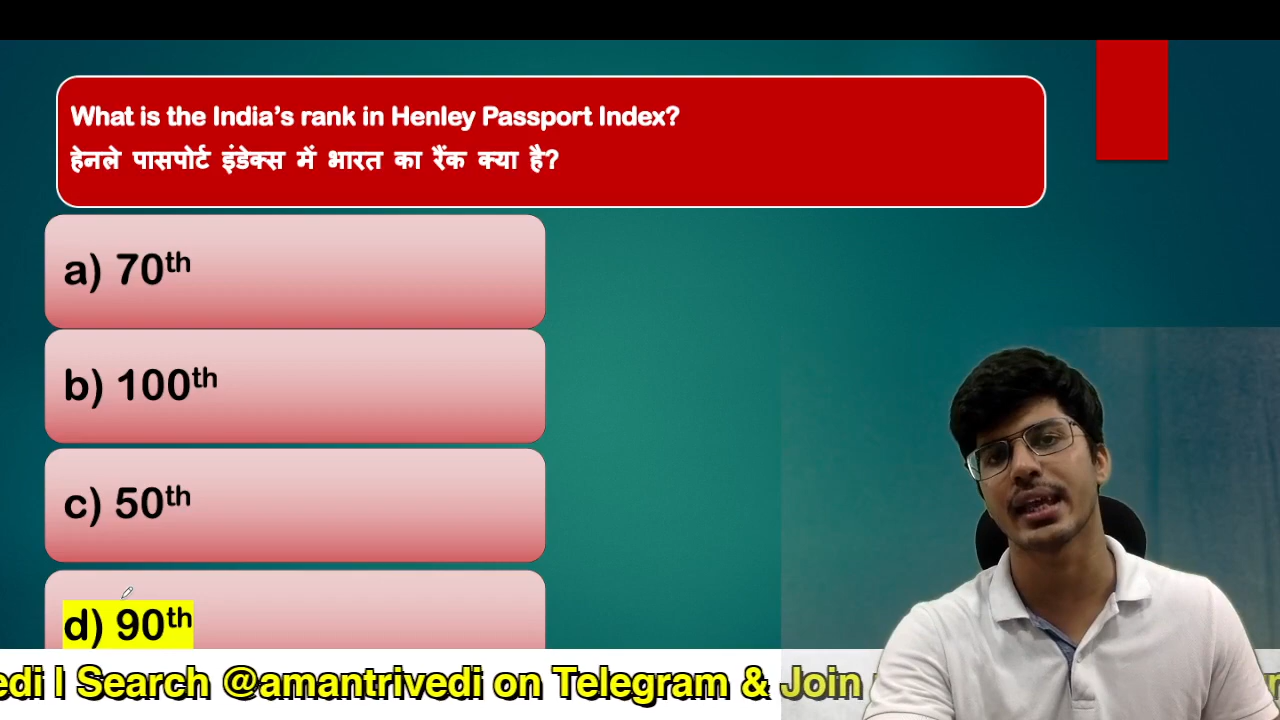 What is the India’s rank in Henley Passport Index?
हेनले पासपोर्ट इंडेक्स में भारत का रैंक क्या है?
a) 70th
b) 100th
c) 50th
d) 90th
edi | Search @amantrivedi on Telegram & Join